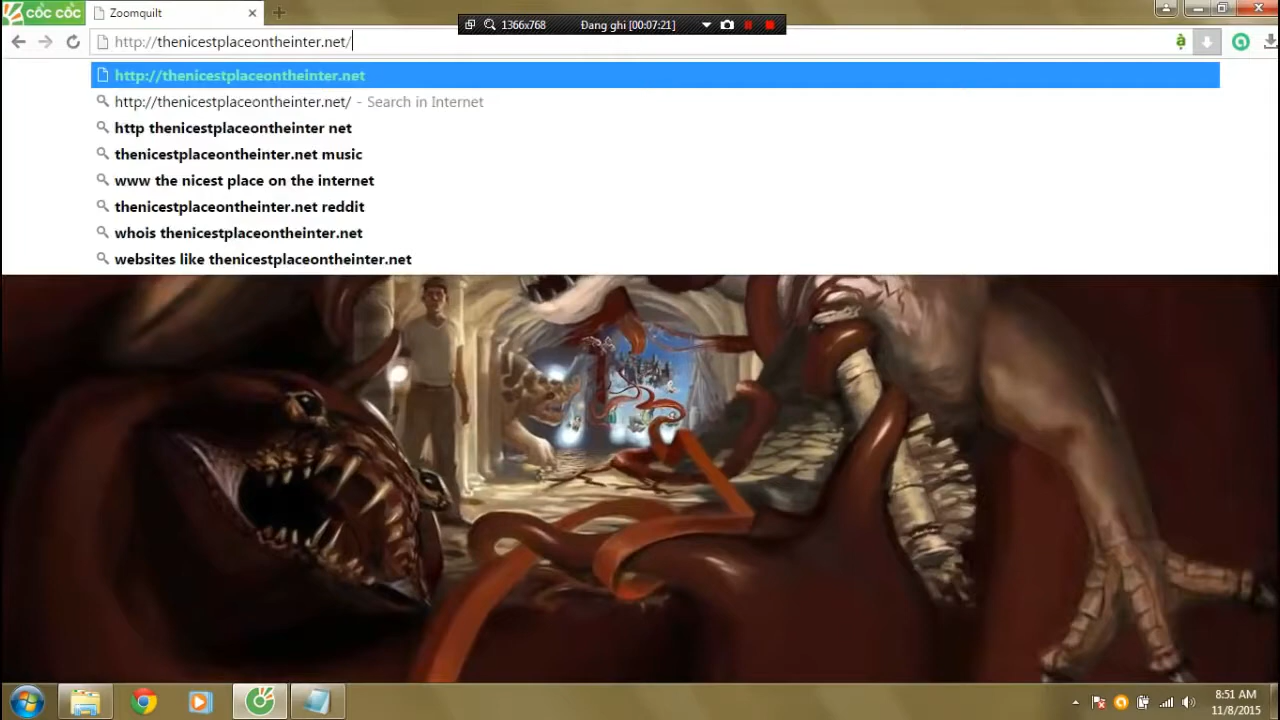 cốc cốc
Zoomquilt
1366x768 Đang ghi [00:07:21]
http://thenicestplaceontheinter.net/
http://thenicestplaceontheinter.net
http://thenicestplaceontheinter.net/ - Search in Internet
http thenicestplaceontheinter net
thenicestplaceontheinter.net music
www the nicest place on the internet
thenicestplaceontheinter.net reddit
whois thenicestplaceontheinter.net
websites like thenicestplaceontheinter.net
8:51 AM
11/8/2015